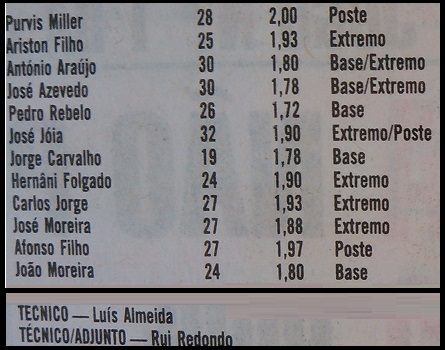 Purvis Miller 28 2,00 Poste
Ariston Filho 25 1,93 Extremo
António Araújo 30 1,80 Base/Extremo
José Azevedo 30 1,78 Base/Extremo
Pedro Rebelo 26 1,72 Base
José Jóia 32 1,90 Extremo/Poste
Jorge Carvalho 19 1,78 Base
Hernâni Folgado 24 1,90 Extremo
Carlos Jorge 27 1,93 Extremo
José Moreira 27 1,88 Extremo
Afonso Filho 27 1,97 Poste
João Moreira 24 1,80 Base
TECNICO — Luís Almeida
TÉCNICO/ADJUNTO — Rui Redondo